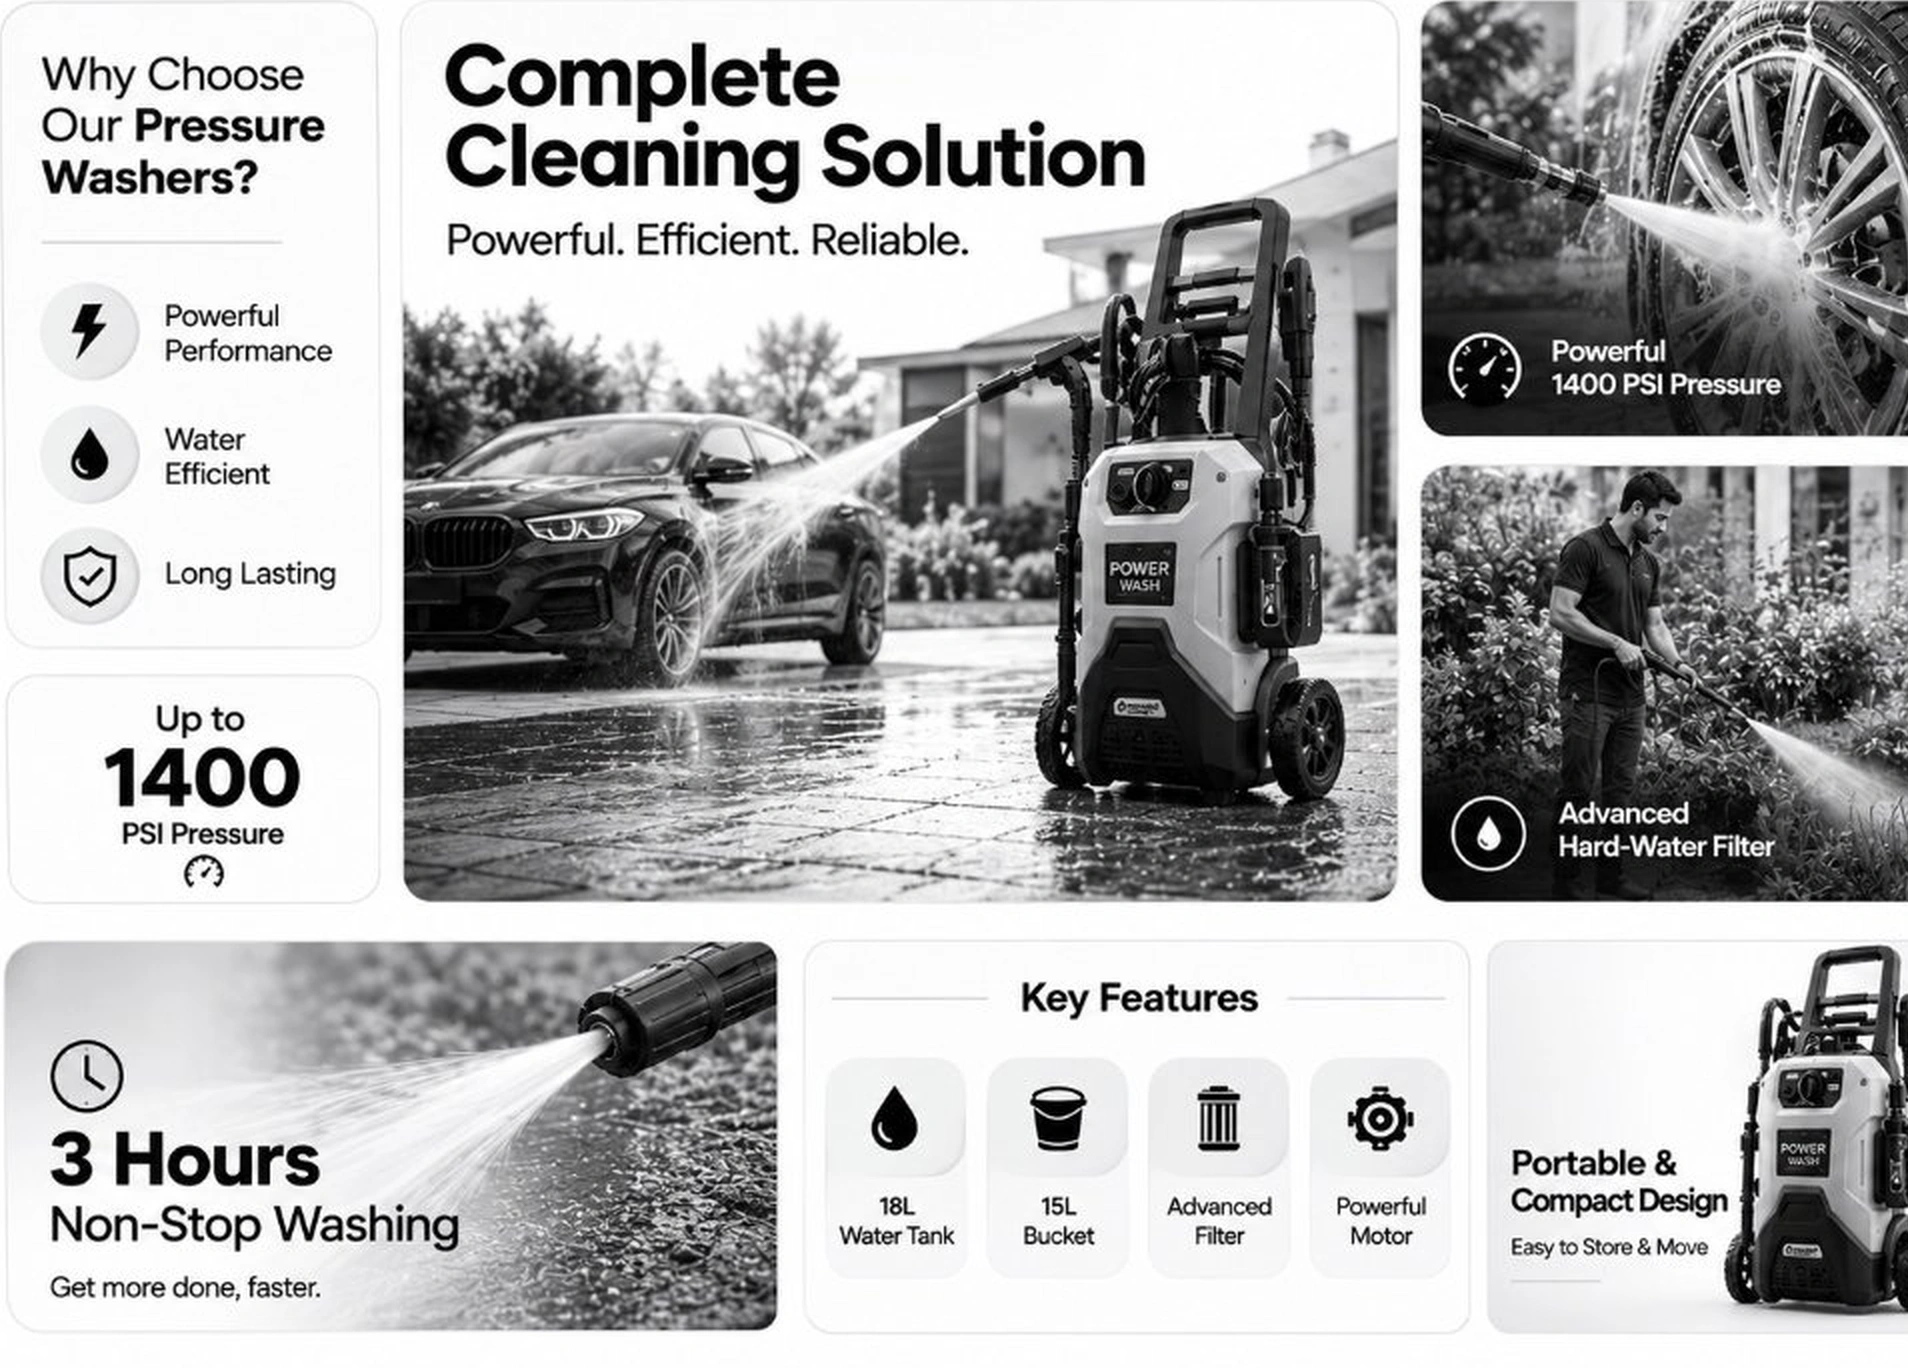 Why Choose
Our Pressure
Washers?
Powerful
Performance
Water
Efficient
Long Lasting
Up to
1400
PSI Pressure
Complete
Cleaning Solution
Powerful. Efficient. Reliable.
POWER
WASH
Powerful
1400 PSI Pressure
Advanced
Hard-Water Filter
3 Hours
Non-Stop Washing
Get more done, faster.
Key Features
18L
Water Tank
15L
Bucket
Advanced
Filter
Powerful
Motor
Portable &
Compact Design
Easy to Store & Move
POWER
WASH